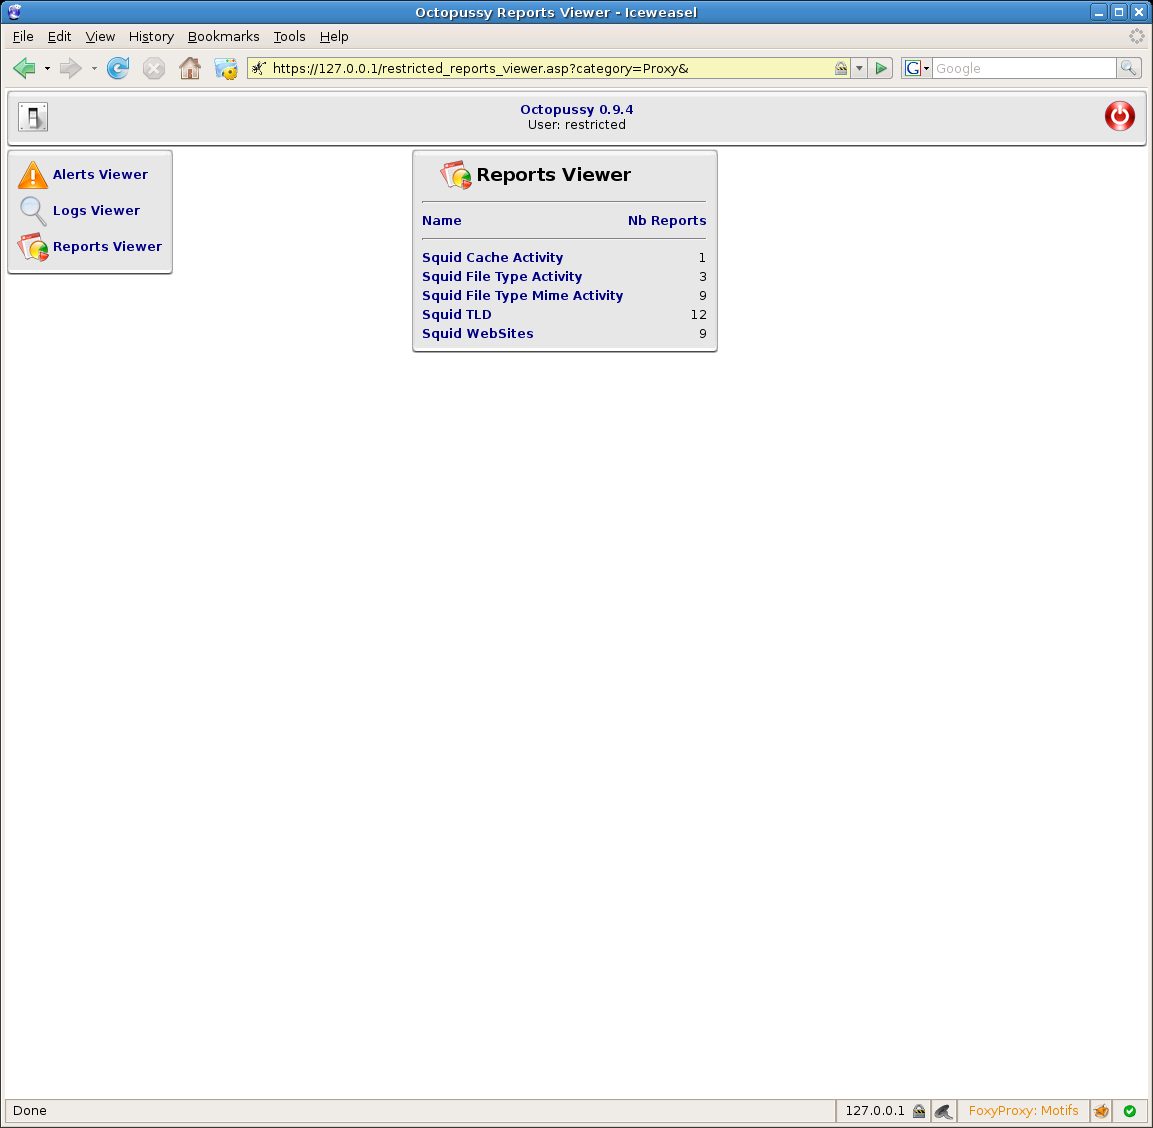 Octopussy Reports Viewer - Iceweasel
File Edit View History Bookmarks Tools Help
https://127.0.0.1/restricted_reports_viewer.asp?category=Proxy& G Google
Octopussy 0.9.4
User: restricted
Alerts Viewer
Logs Viewer
Reports Viewer
Reports Viewer
Name Nb Reports
Squid Cache Activity 1
Squid File Type Activity 3
Squid File Type Mime Activity 9
Squid TLD 12
Squid WebSites 9
Done 127.0.0.1 FoxyProxy: Motifs